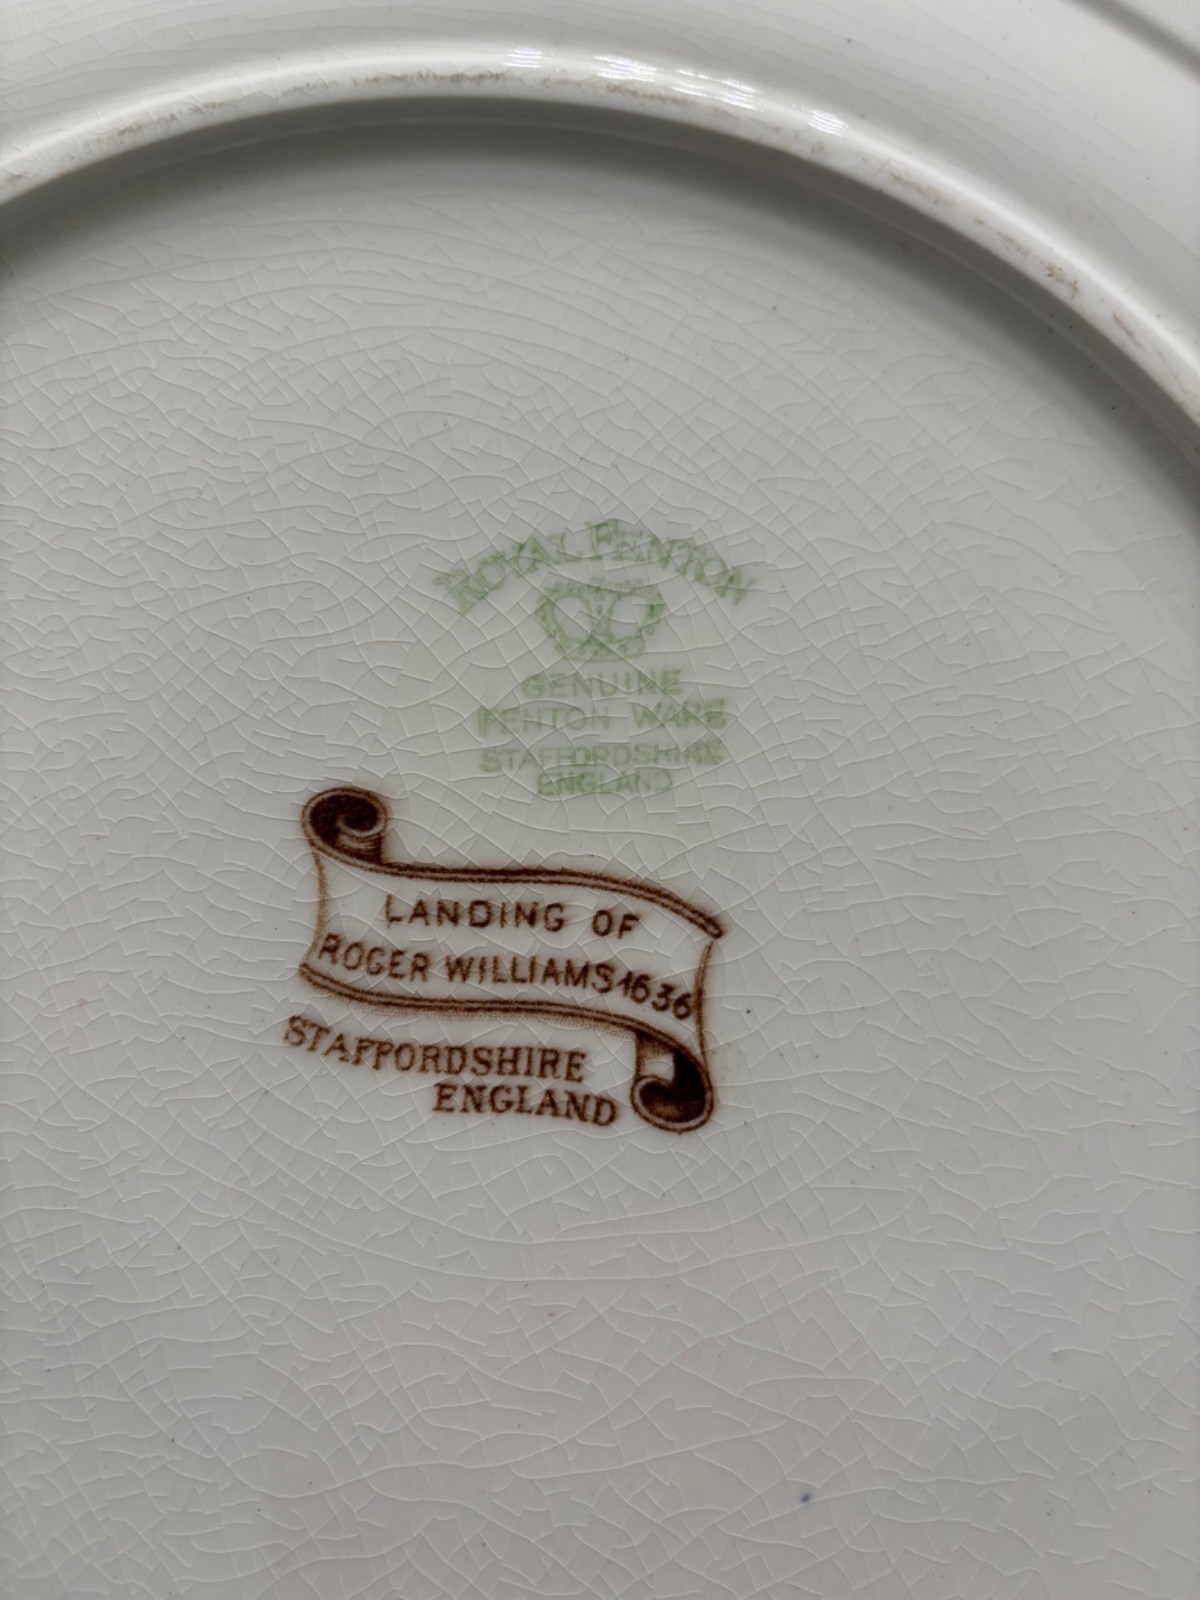 ROYAL FENTON
GENUINE
FENTON WARE
STAFFORDSHIRE
ENGLAND
LANDING OF
ROGER WILLIAMS 1636
STAFFORDSHIRE
ENGLAND